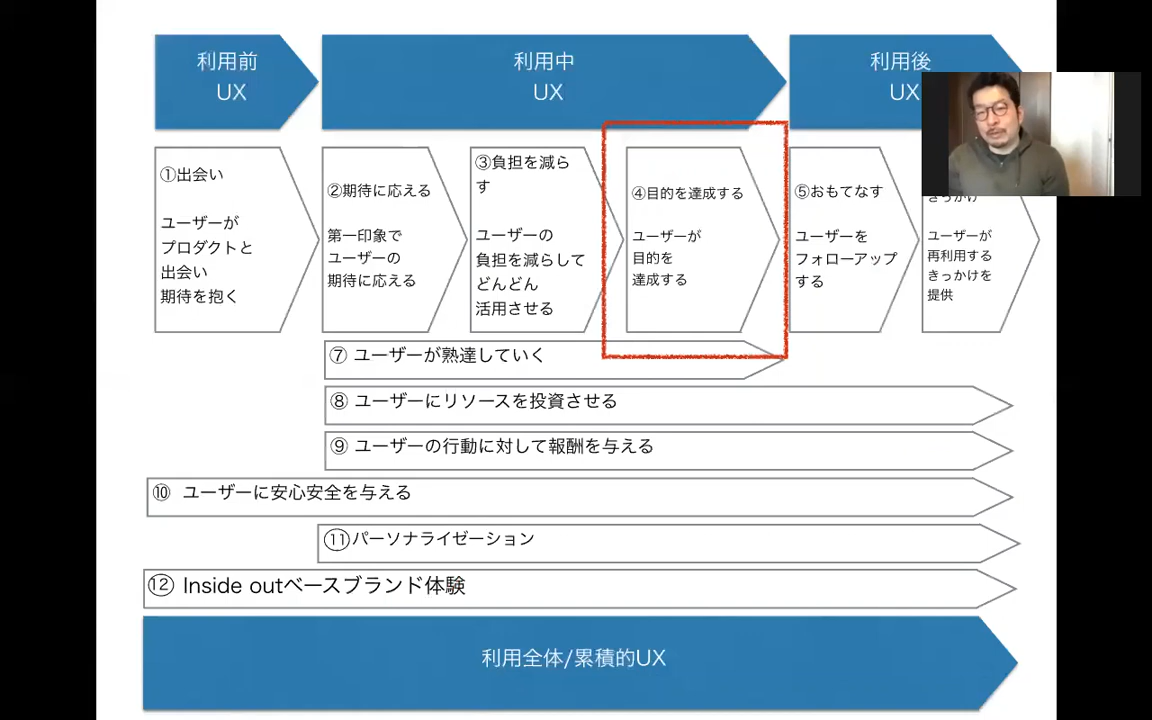 利用前
UX
利用中
UX
利用後
UX
①出会い
ユーザーが
プロダクトと
出会い
期待を抱く
②期待に応える
第一印象で
ユーザーの
期待に応える
③負担を減ら
す
ユーザーの
負担を減らして
どんどん
活用させる
④目的を達成する
ユーザーが
目的を
達成する
⑤おもてなす
ユーザーを
フォローアップ
する
ユーザーが
再利用する
きっかけを
提供
⑦ ユーザーが熟達していく
⑧ ユーザーにリソースを投資させる
⑨ ユーザーの行動に対して報酬を与える
⑩ ユーザーに安心安全を与える
⑪パーソナライゼーション
⑫ Inside outベースブランド体験
利用全体/累積的UX